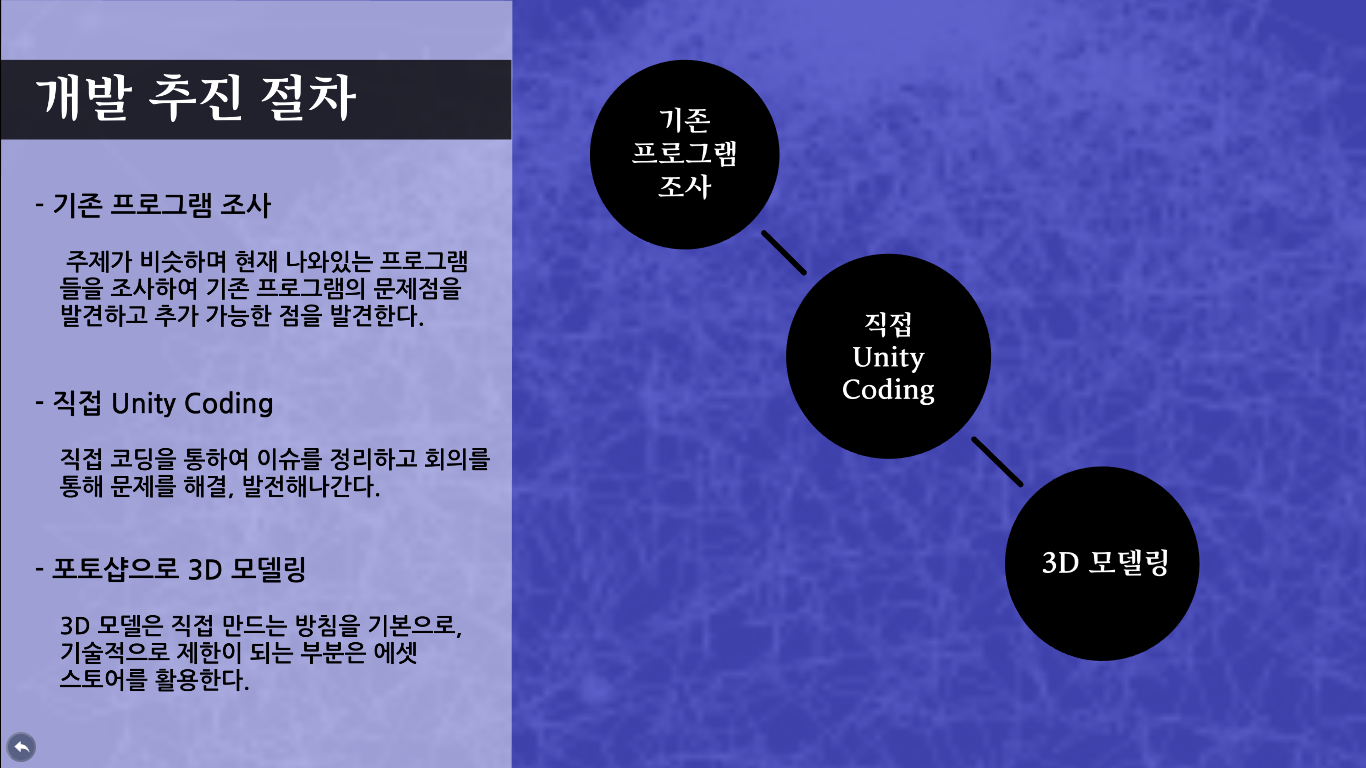 개발 추진 절차
- 기존 프로그램 조사
주제가 비슷하며 현재 나와있는 프로그램
들을 조사하여 기존 프로그램의 문제점을
발견하고 추가 가능한 점을 발견한다.
- 직접 Unity Coding
직접 코딩을 통하여 이슈를 정리하고 회의를
통해 문제를 해결, 발전해나간다.
- 포토샵으로 3D 모델링
3D 모델은 직접 만드는 방침을 기본으로,
기술적으로 제한이 되는 부분은 에셋
스토어를 활용한다.
기존
프로그램
조사
직접
Unity
Coding
3D 모델링